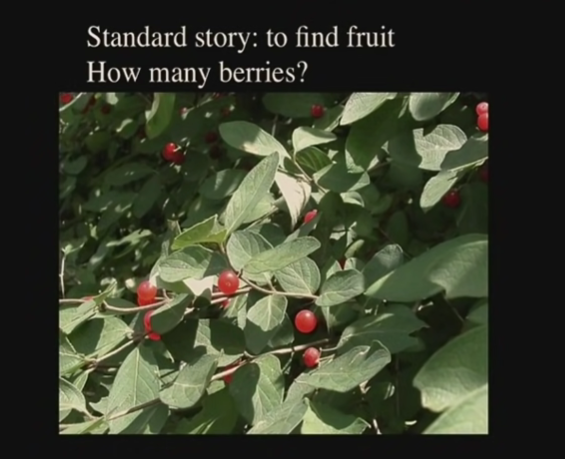 Standard story: to find fruit
How many berries?